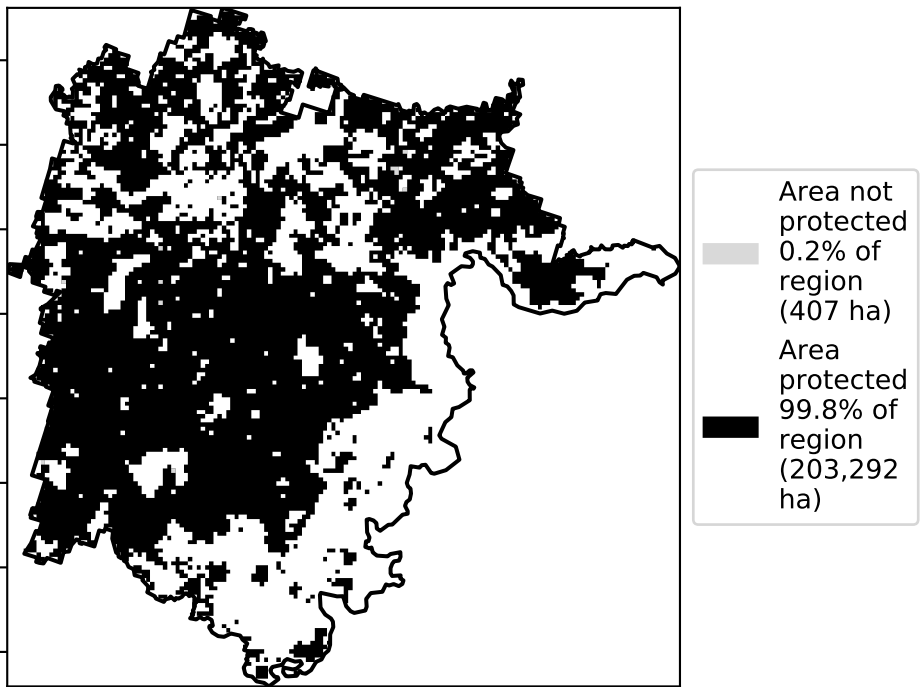 Area not
protected
0.2% of
region
(407 ha)
Area
protected
99.8% of
region
(203,292
ha)